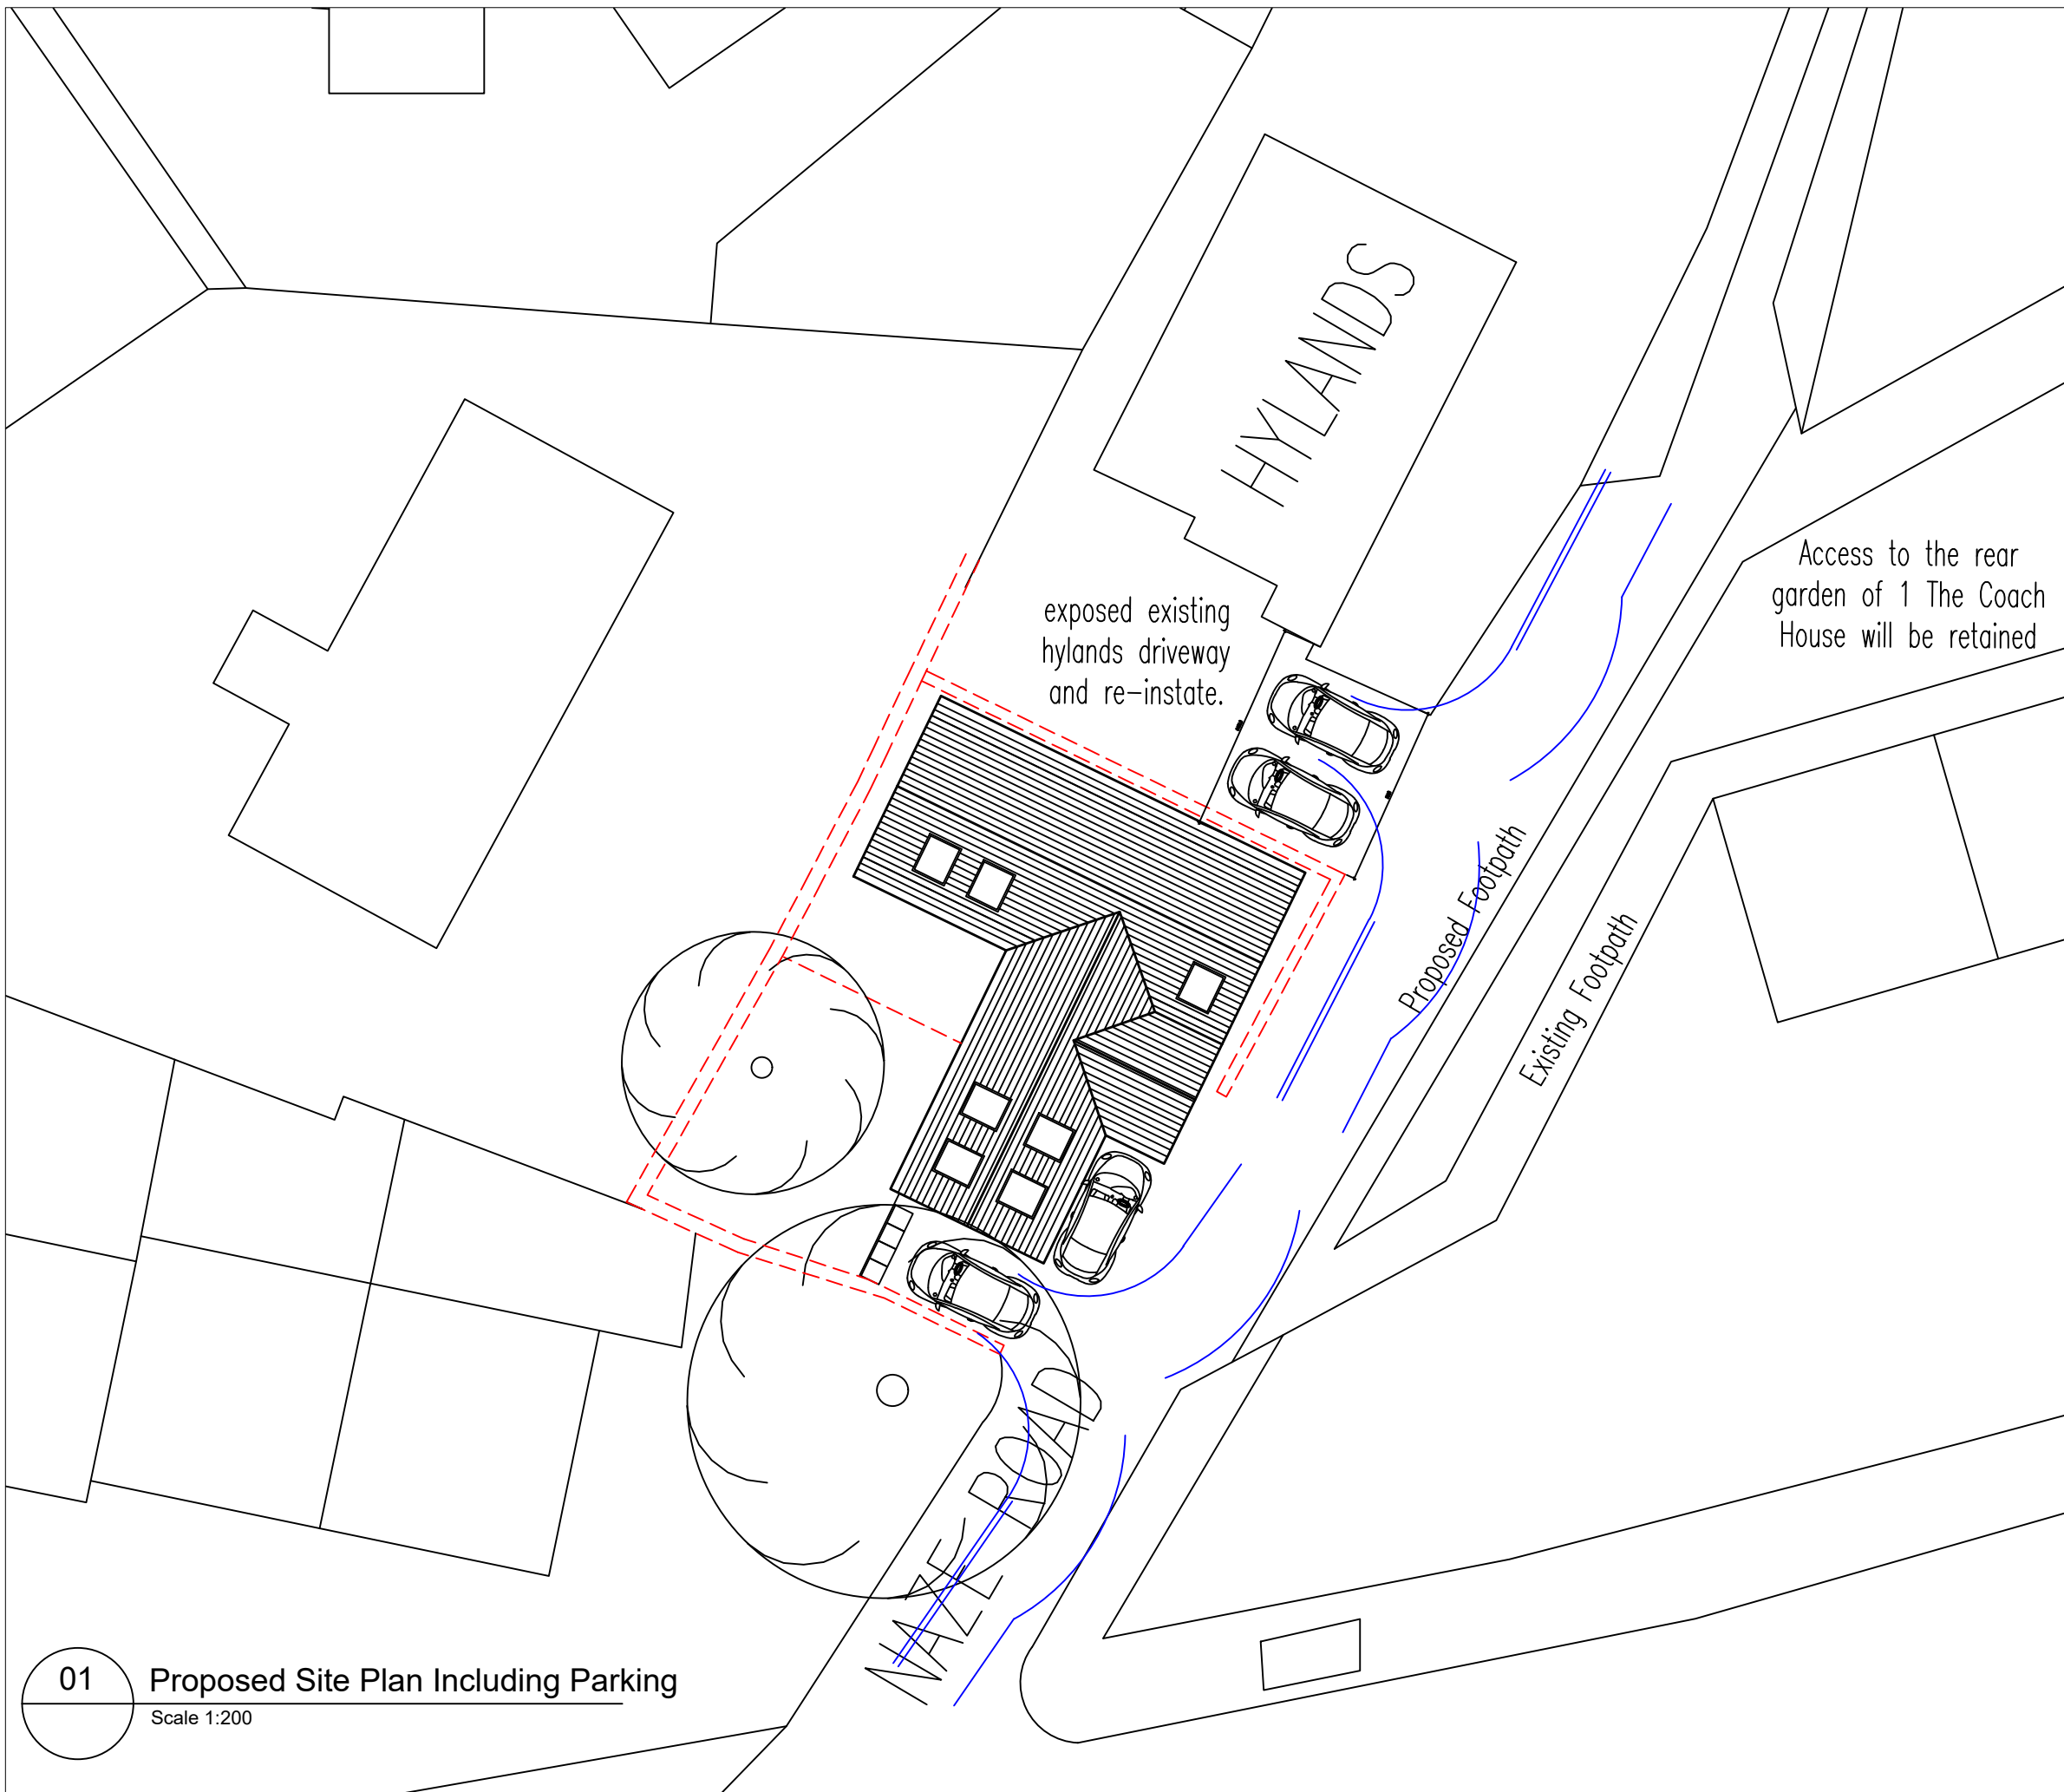 HYLANDS
Access to the rear
garden of 1 The Coach
House will be retained
exposed existing
hylands driveway
and re-instate.
Proposed Footpath
Existing Footpath
MAZE ROAD
01
Proposed Site Plan Including Parking
Scale 1:200